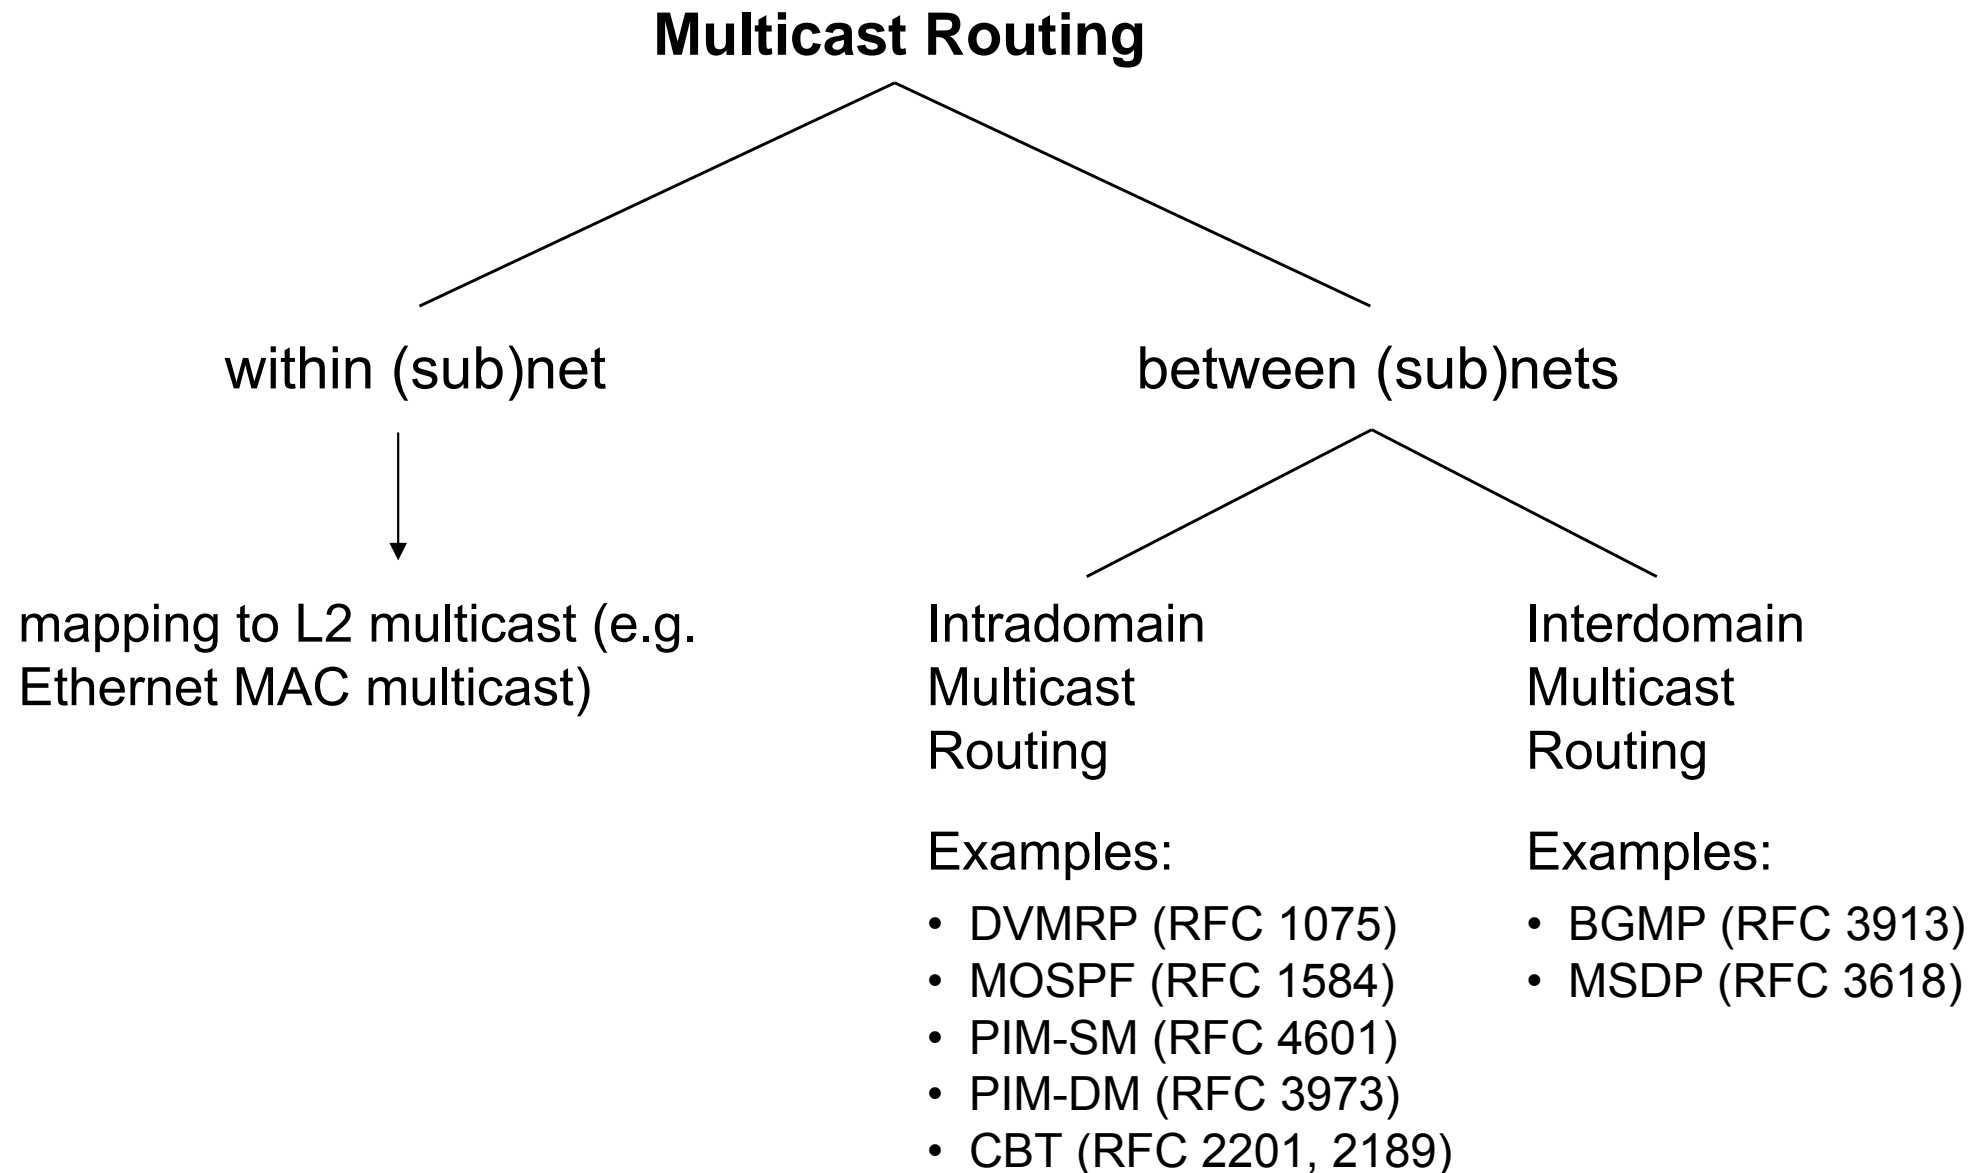 Multicast Routing
within (sub)net
between (sub)nets
mapping to L2 multicast (e.g.
Ethernet MAC multicast)
Intradomain
Multicast
Routing
Examples:
• DVMRP (RFC 1075)
• MOSPF (RFC 1584)
• PIM-SM (RFC 4601)
• PIM-DM (RFC 3973)
• CBT (RFC 2201, 2189)
Interdomain
Multicast
Routing
Examples:
• BGMP (RFC 3913)
• MSDP (RFC 3618)